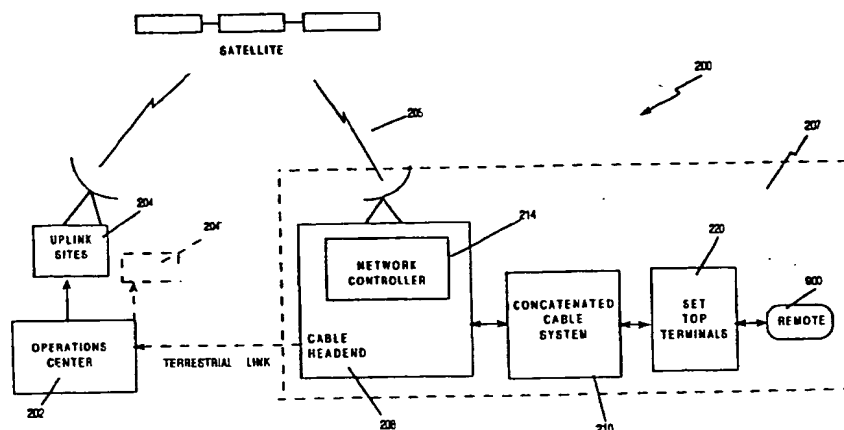 SATELLITE
200
205
207
204
204'
214
220
900
UPLINK
SITES
NETWORK
CONTROLLER
CONCATENATED
CABLE
SYSTEM
SET
TOP
TERMINALS
REMOTE
OPERATIONS
CENTER
TERRESTRIAL LINK
CABLE
HEADEND
202
208
210